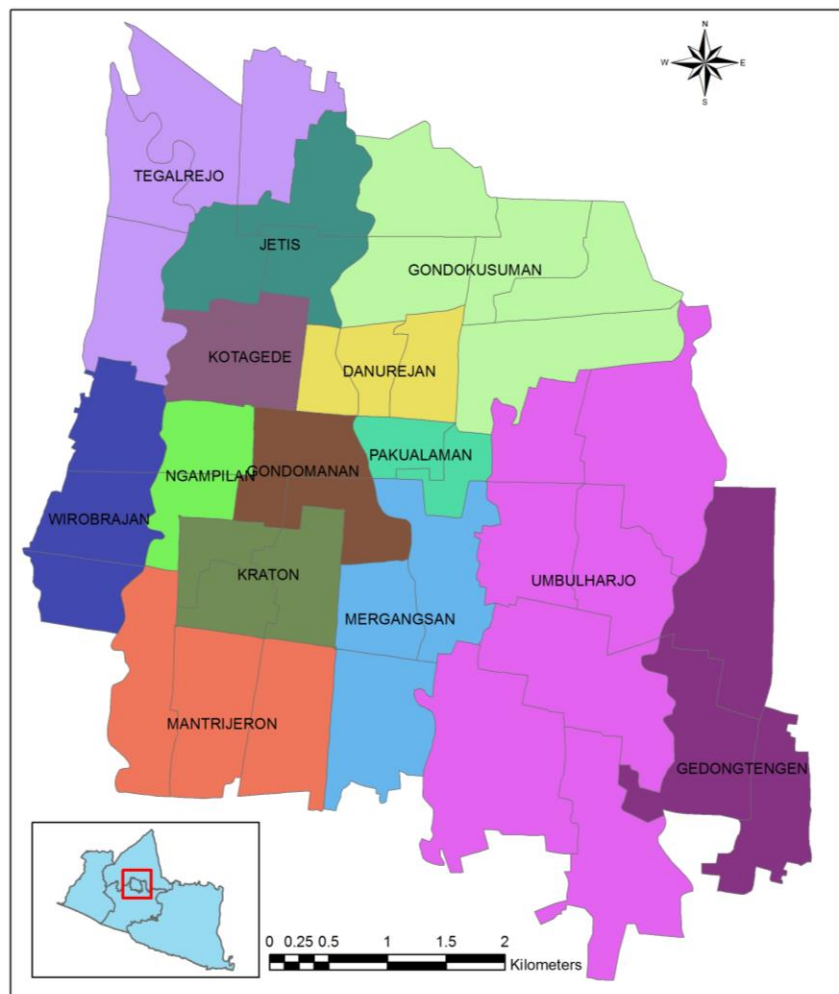 N
W E
S
TEGALREJO
JETIS
GONDOKUSUMAN
KOTAGEDE
DANUREJAN
PAKUALAMAN
NGAMPILAN
GONDOMANAN
WIROBRAJAN
KRATON
UMBULHARJO
MERGANGSAN
MANTRIJERON
GEDONGTENGEN
0 0.25 0.5 1 1.5 2
Kilometers